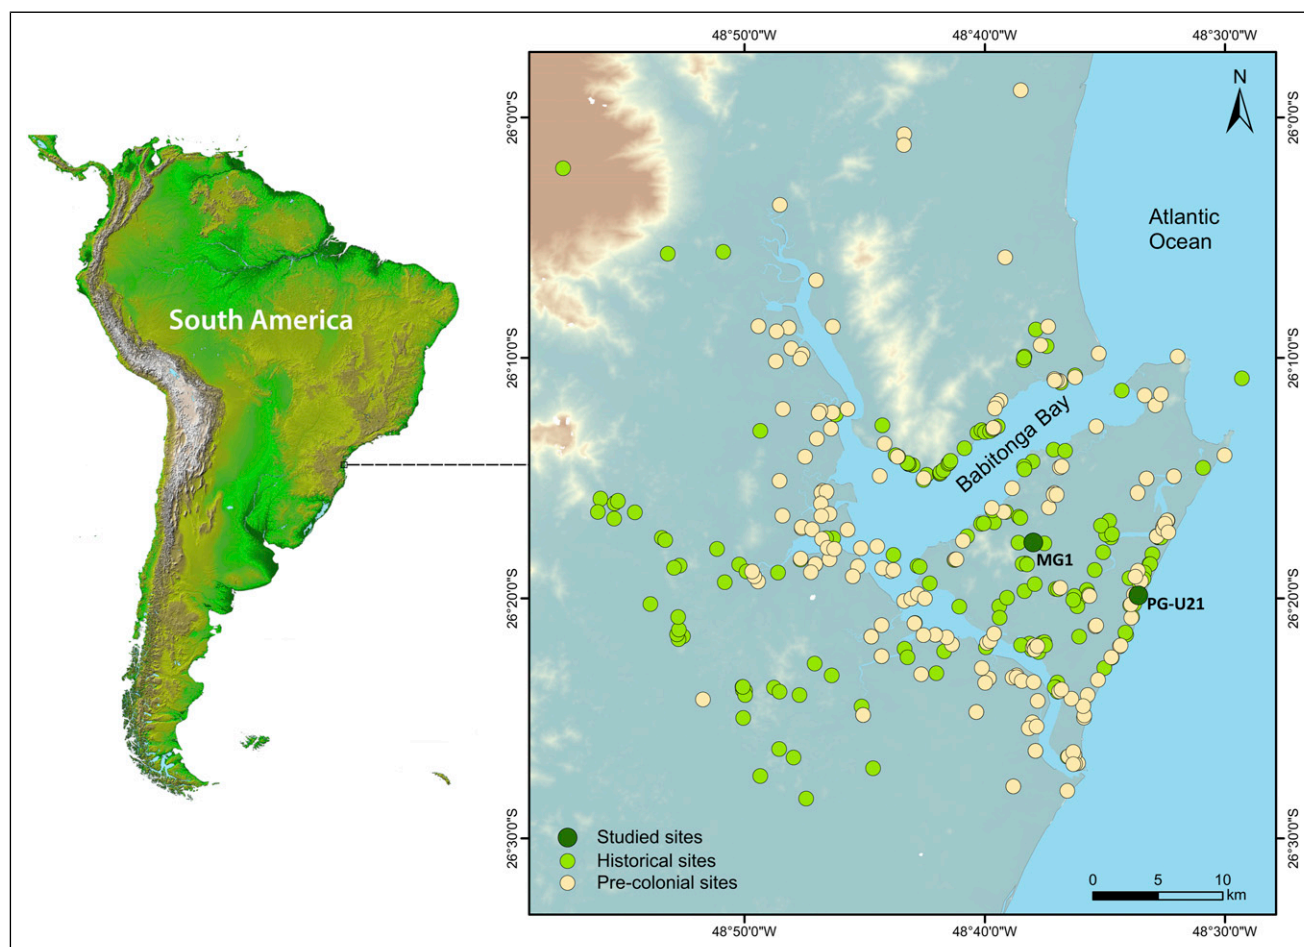 South America
48°50'0"W
48°40'0"W
48°30'0"W
26°0'0"S
26°10'0"S
26°20'0"S
26°30'0"S
N
Atlantic
Ocean
Babitonga Bay
MG1
PG-U21
Studied sites
Historical sites
Pre-colonial sites
0 5 10
km
26°0'0"S
26°10'0"S
26°20'0"S
26°30'0"S
48°50'0"W
48°40'0"W
48°30'0"W